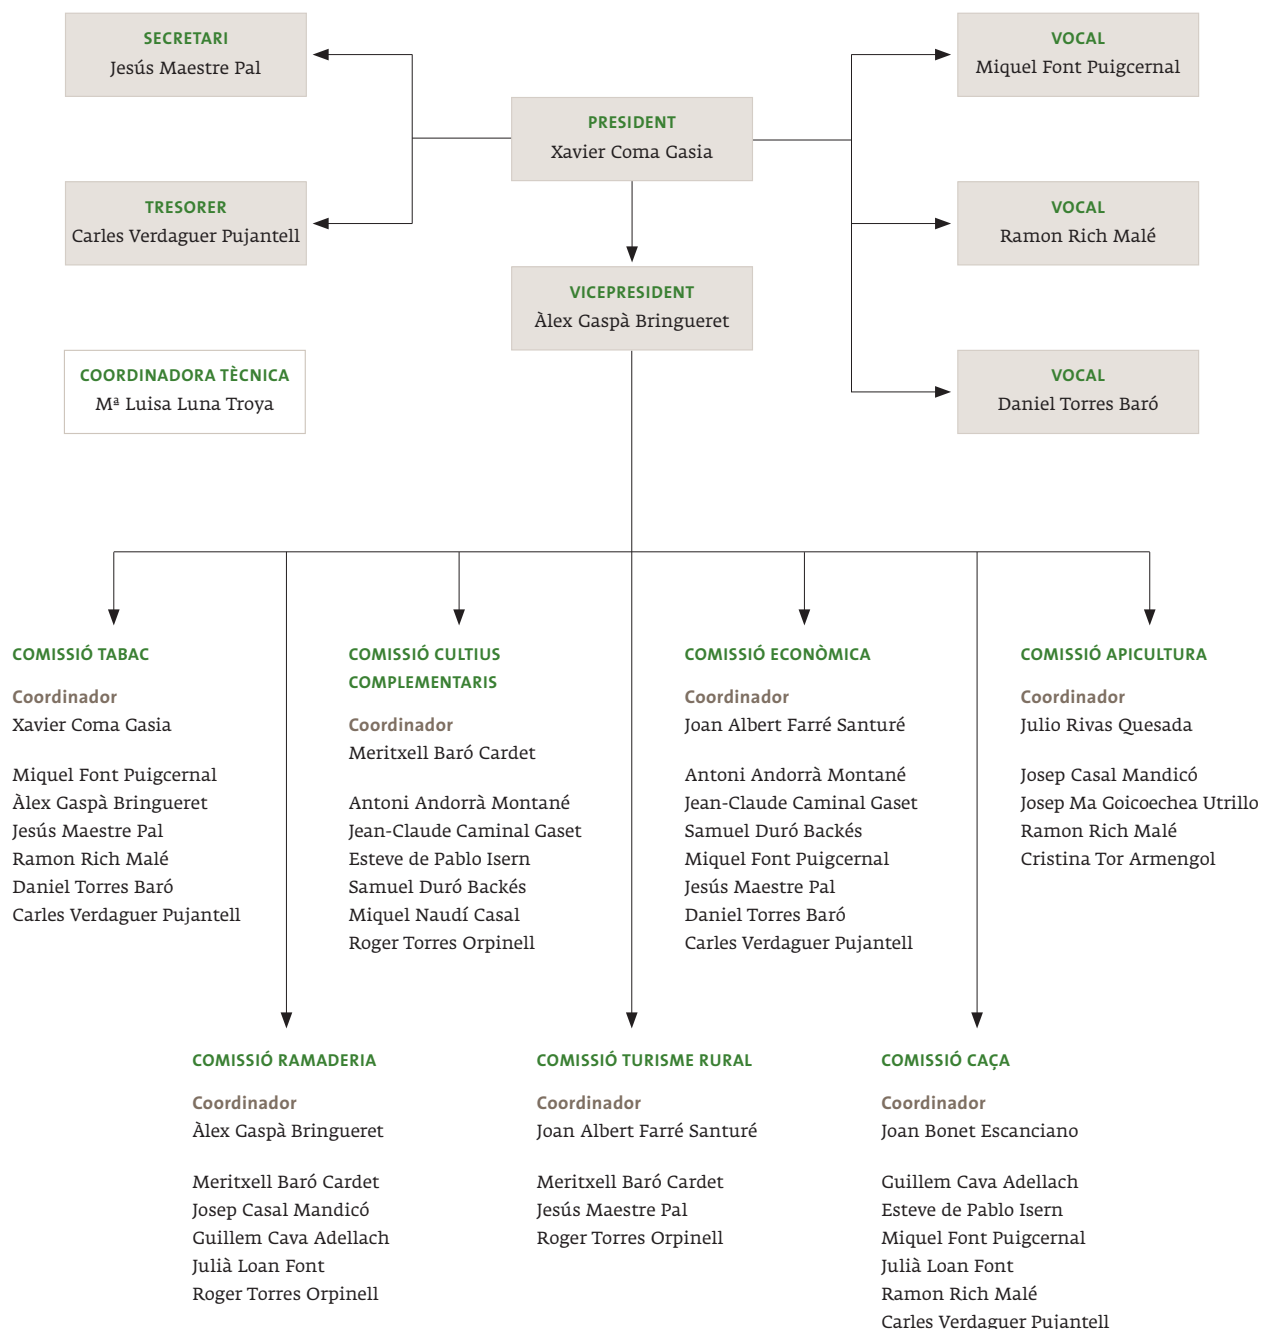 SECRETARI
Jesús Maestre Pal
VOCAL
Miquel Font Puigcernal
PRESIDENT
Xavier Coma Gasia
TRESORER
Carles Verdaguer Pujantell
VOCAL
Ramon Rich Malé
VICEPRESIDENT
Àlex Gaspà Bringueret
COORDINADORA TÈCNICA
Mª Luisa Luna Troya
VOCAL
Daniel Torres Baró
COMISSIÓ TABAC
Coordinador
Xavier Coma Gasia
Miquel Font Puigcernal
Àlex Gaspà Bringueret
Jesús Maestre Pal
Ramon Rich Malé
Daniel Torres Baró
Carles Verdaguer Pujantell
COMISSIÓ CULTIUS
COMPLEMENTARIS
Coordinador
Meritxell Baró Cardet
Antoni Andorrà Montané
Jean-Claude Caminal Gaset
Esteve de Pablo Isern
Samuel Duró Backés
Miquel Naudí Casal
Roger Torres Orpinell
COMISSIÓ ECONÒMICA
Coordinador
Joan Albert Farré Santuré
Antoni Andorrà Montané
Jean-Claude Caminal Gaset
Samuel Duró Backés
Miquel Font Puigcernal
Jesús Maestre Pal
Daniel Torres Baró
Carles Verdaguer Pujantell
COMISSIÓ APICULTURA
Coordinador
Julio Rivas Quesada
Josep Casal Mandicó
Josep Ma Goicoechea Utrillo
Ramon Rich Malé
Cristina Tor Armengol
COMISSIÓ RAMADERIA
Coordinador
Àlex Gaspà Bringueret
Meritxell Baró Cardet
Josep Casal Mandicó
Guillem Cava Adellach
Julià Loan Font
Roger Torres Orpinell
COMISSIÓ TURISME RURAL
Coordinador
Joan Albert Farré Santuré
Meritxell Baró Cardet
Jesús Maestre Pal
Roger Torres Orpinell
COMISSIÓ CAÇA
Coordinador
Joan Bonet Escanciano
Guillem Cava Adellach
Esteve de Pablo Isern
Miquel Font Puigcernal
Julià Loan Font
Ramon Rich Malé
Carles Verdaguer Pujantell